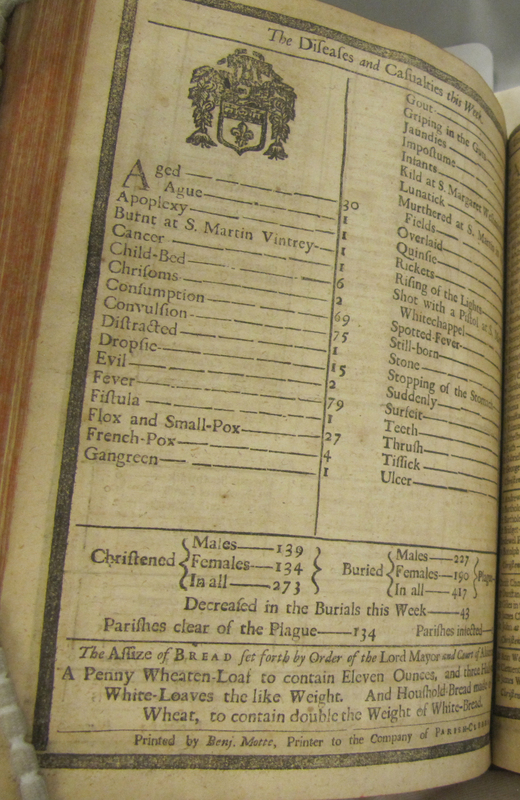 The Diseases and Casualties this Week.
Aged 30
Ague 1
Apoplexy 1
Burnt at S. Martin Vintrey 1
Cancer 1
Child-Bed 6
Chrisoms 2
Consumption 69
Convulsion 75
Distracted 1
Dropsie 15
Evil 2
Fever 79
Fistula 1
Flox and Small-Pox 27
French-Pox 4
Gangreen 1
Gout
Griping in the Guts
Jaundies
Impostume
Infants
Kild at S. Margaret
Lunatick
Murthered at S. Martin
Fields
Overlaid
Quinsie
Rickets
Rising of the Lights
Shot with a Pistol at S.
Whitechappel
Spotted-Fever
Still-born
Stone
Stopping of the Stomach
Suddenly
Surfeit
Teeth
Thrush
Tissick
Ulcer
Christened Males 139
Females 134
In all 273
Buried Males 227
Females 190
In all 417
Plague
Decreased in the Burials this Week 43
Parishes clear of the Plague 134 Parishes infected
The Assize of BREAD set forth by Order of the Lord Mayor and Court of
A Penny Wheaten-Loaf to contain Eleven Ounces, and three
White-Loaves the like Weight. And Houshold-Bread made
Wheat, to contain double the Weight of White-Bread.
Printed by Benj. Motte, Printer to the Company of PARISH-CLERKS